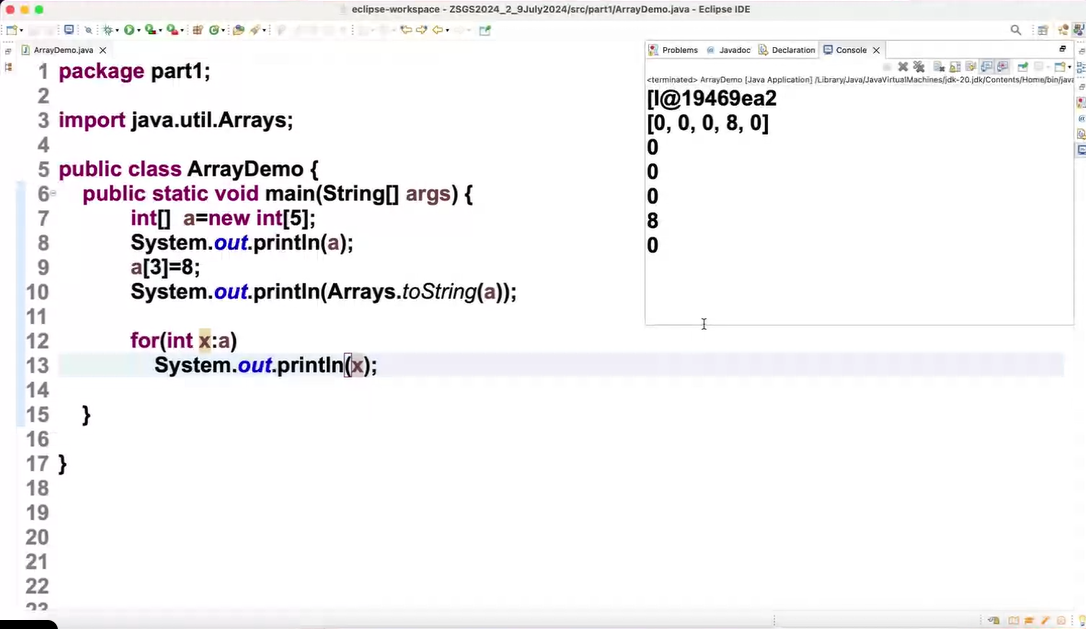 eclipse-workspace - ZSGS2024_2_9July2024/src/part1/ArrayDemo.java - Eclipse IDE
ArrayDemo.java
1 package part1;
2
3 import java.util.Arrays;
4
5 public class ArrayDemo {
6 public static void main(String[] args) {
7 int[] a=new int[5];
8 System.out.println(a);
9 a[3]=8;
10 System.out.println(Arrays.toString(a));
11
12 for(int x:a)
13 System.out.println(x);
14
15 }
16
17 }
18
19
20
21
22
23
Problems Javadoc Declaration Console
<terminated> ArrayDemo [Java Application] /Library/Java/JavaVirtualMachines/jdk-20.jdk/Contents/Home/bin/java
[I@19469ea2
[0, 0, 0, 8, 0]
0
0
0
8
0